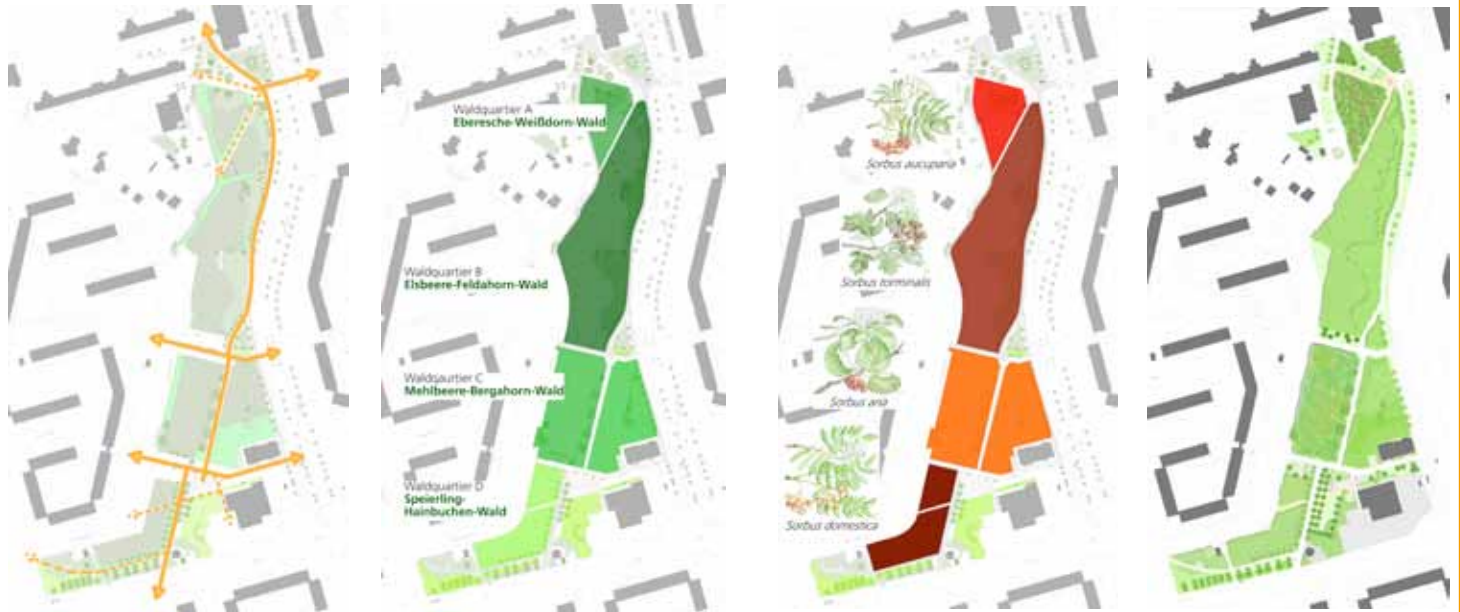 Waldquartier A
Eberesche-Weißdorn-Wald
Waldquartier B
Elsbeere-Feldahorn-Wald
Waldquartier C
Mehlbeere-Bergahorn-Wald
Waldquartier D
Speierling-
Hainbuchen-Wald
Sorbus aucuparia
Sorbus torminalis
Sorbus aria
Sorbus domestica